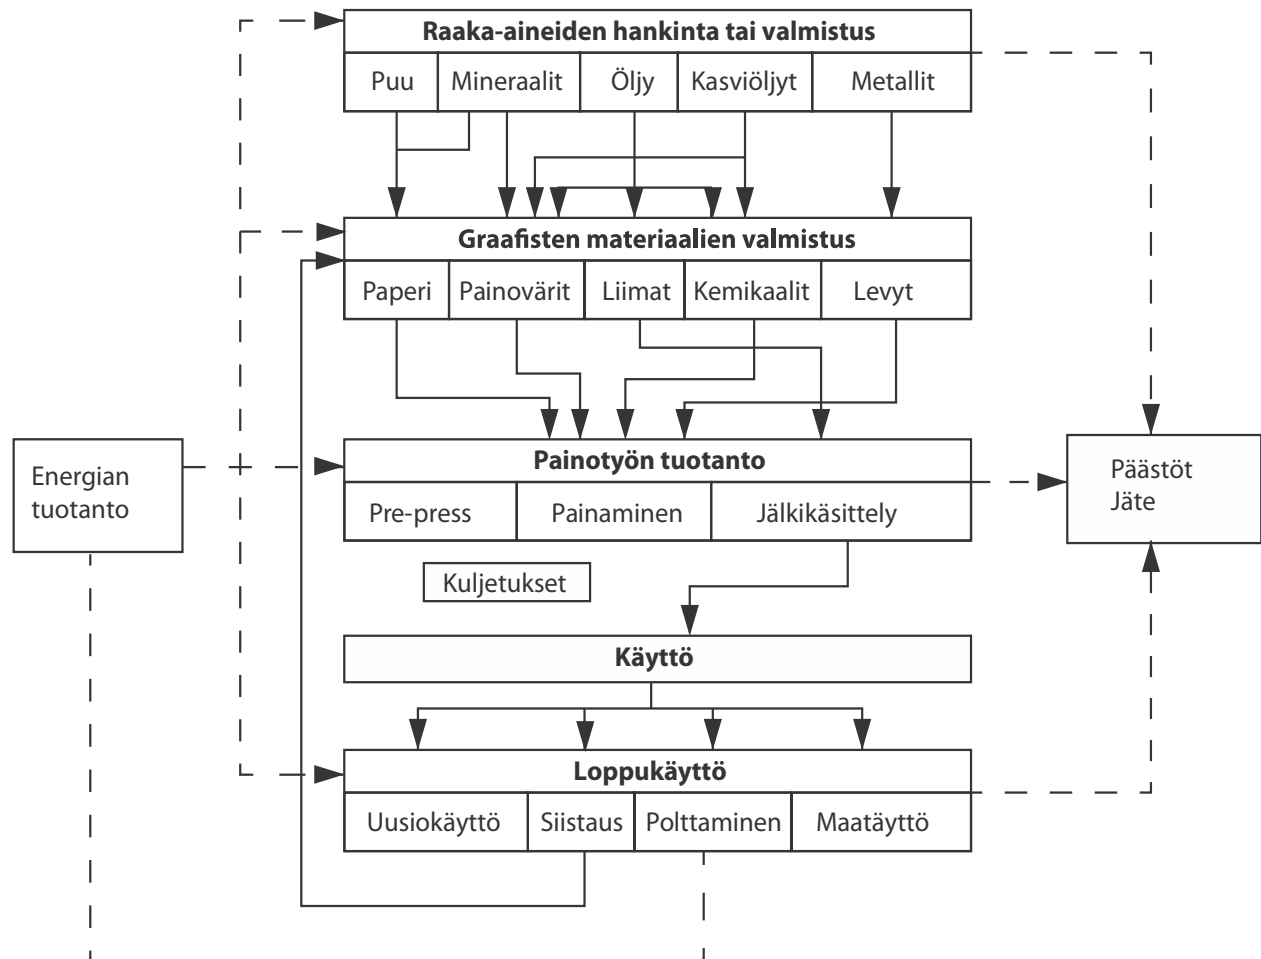 Raaka-aineiden hankinta tai valmistus
Puu Mineraalit Öljy Kasviöljyt Metallit
Graafisten materiaalien valmistus
Paperi Painovärit Liimat Kemikaalit Levyt
Energian
tuotanto
Painotyön tuotanto
Pre-press Painaminen Jälkikäsittely
Päästöt
Jäte
Kuljetukset
Käyttö
Loppukäyttö
Uusiokäyttö Siistaus Polttaminen Maatäyttö